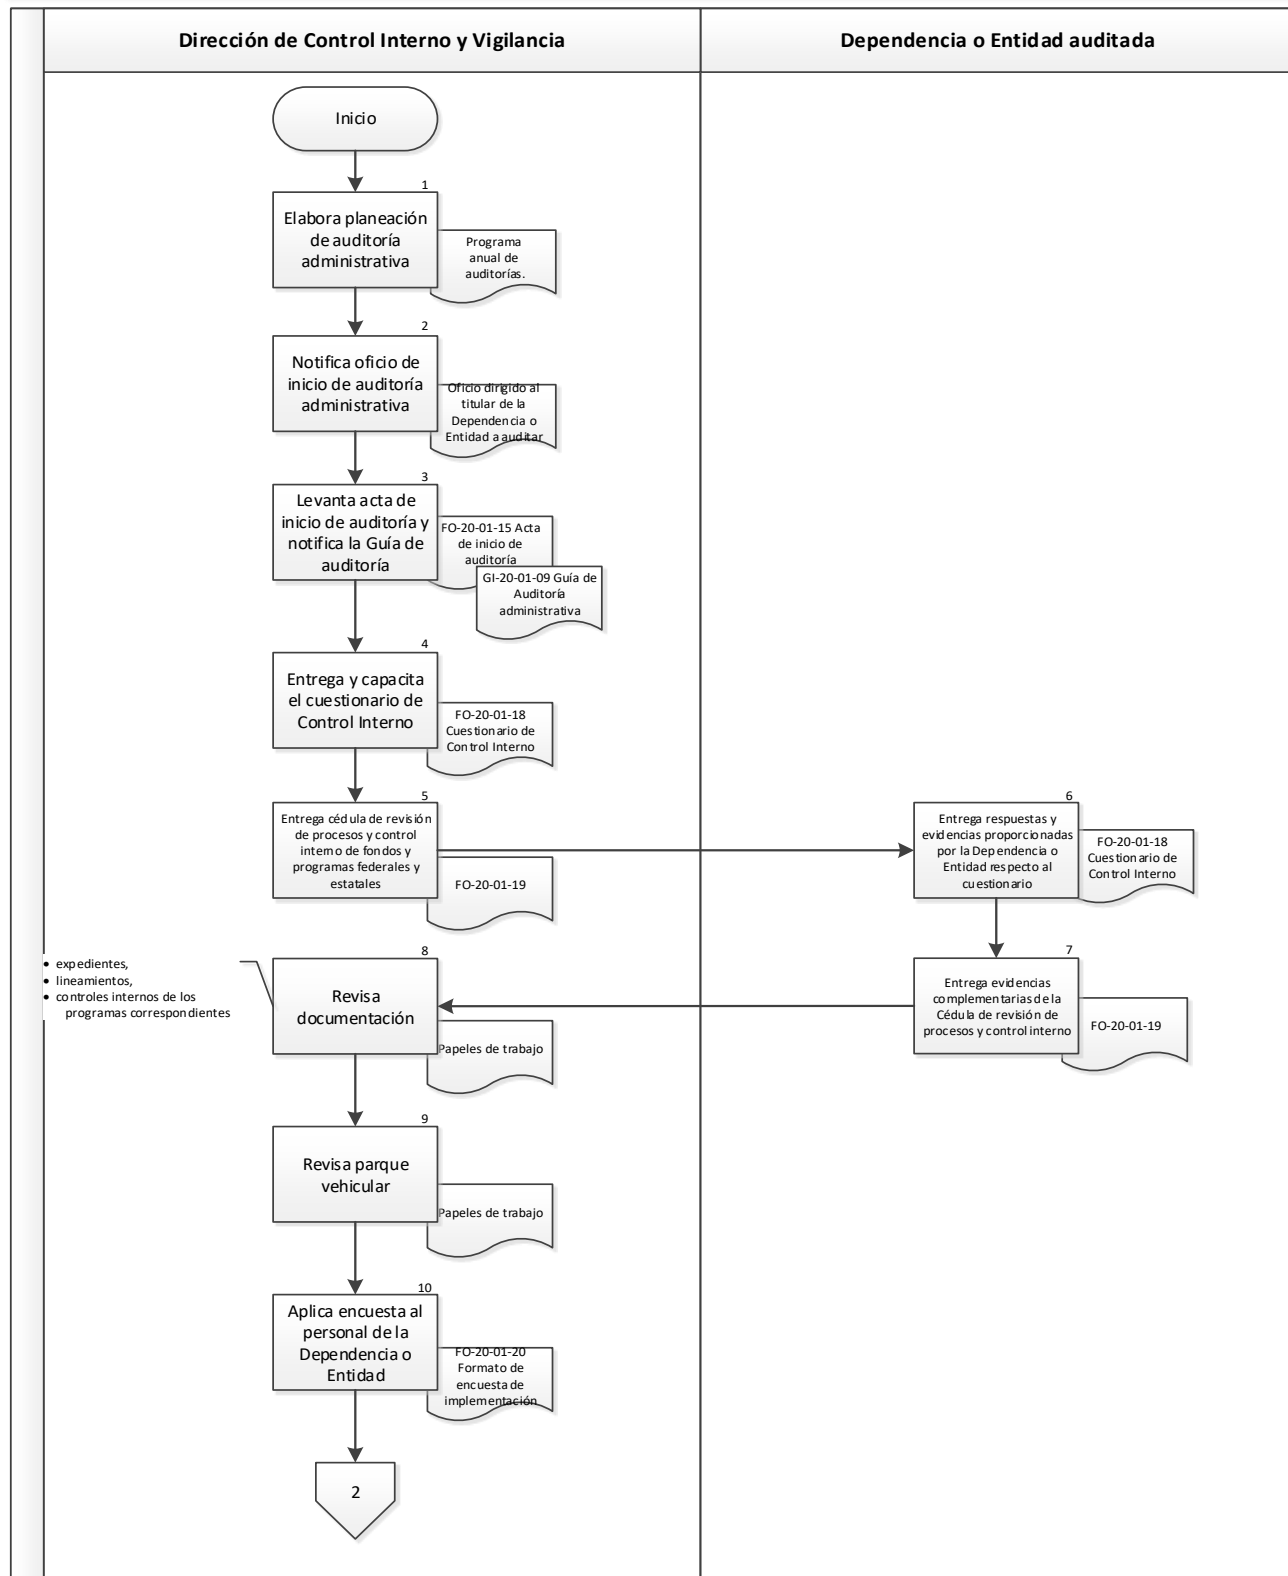 Dirección de Control Interno y Vigilancia
Dependencia o Entidad auditada
Inicio
1
Elabora planeación
de auditoría
administrativa
Programa
anual de
auditorías.
2
Notifica oficio de
inicio de auditoría
administrativa
Oficio dirigido al
titular de la
Dependencia o
Entidad a auditar
3
Levanta acta de
inicio de auditoría y
notifica la Guía de
auditoría
FO-20-01-15 Acta
de inicio de
auditoría
GI-20-01-09 Guía de
Auditoría
administrativa
4
Entrega y capacita
el cuestionario de
Control Interno
FO-20-01-18
Cuestionario de
Control Interno
5
Entrega cédula de revisión
de procesos y control
interno de fondos y
programas federales y
estatales
FO-20-01-19
6
Entrega respuestas y
evidencias proporcionadas
por la Dependencia o
Entidad respecto al
cuestionario
FO-20-01-18
Cuestionario de
Control Interno
7
Entrega evidencias
complementarias de la
Cédula de revisión de
procesos y control interno
FO-20-01-19
8
Revisa
documentación
• expedientes,
• lineamientos,
• controles internos de los
programas correspondientes
Papeles de trabajo
9
Revisa parque
vehicular
Papeles de trabajo
10
Aplica encuesta al
personal de la
Dependencia o
Entidad
FO-20-01-20
Formato de
encuesta de
implementación
2